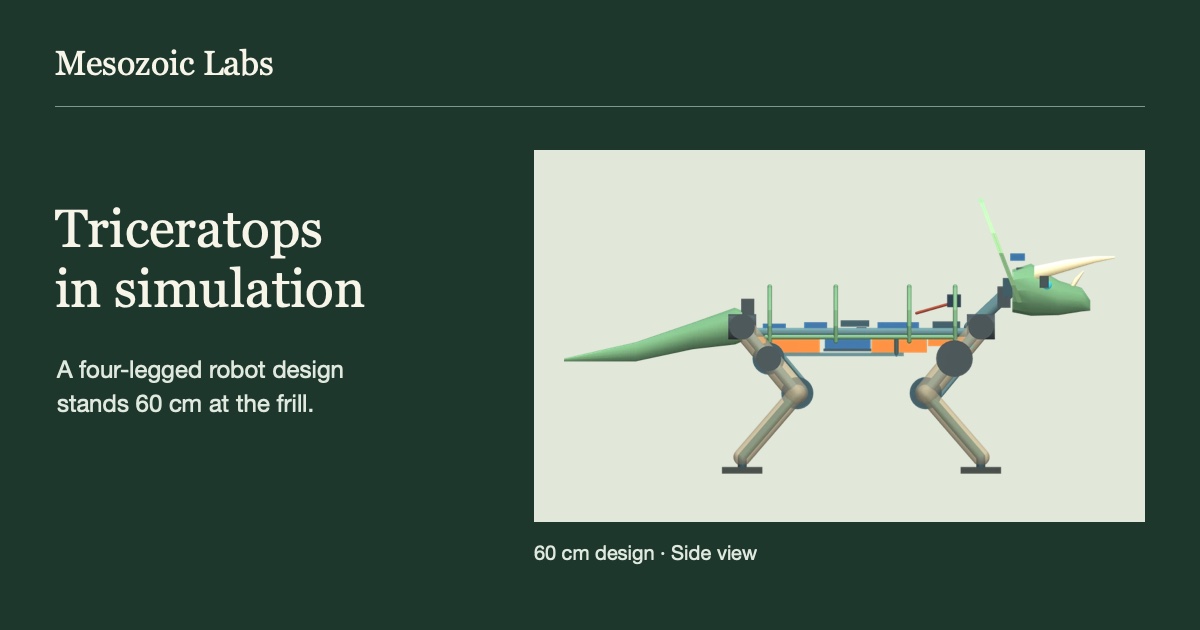 Mesozoic Labs
Triceratops
in simulation
A four-legged robot design
stands 60 cm at the frill.
60 cm design · Side view